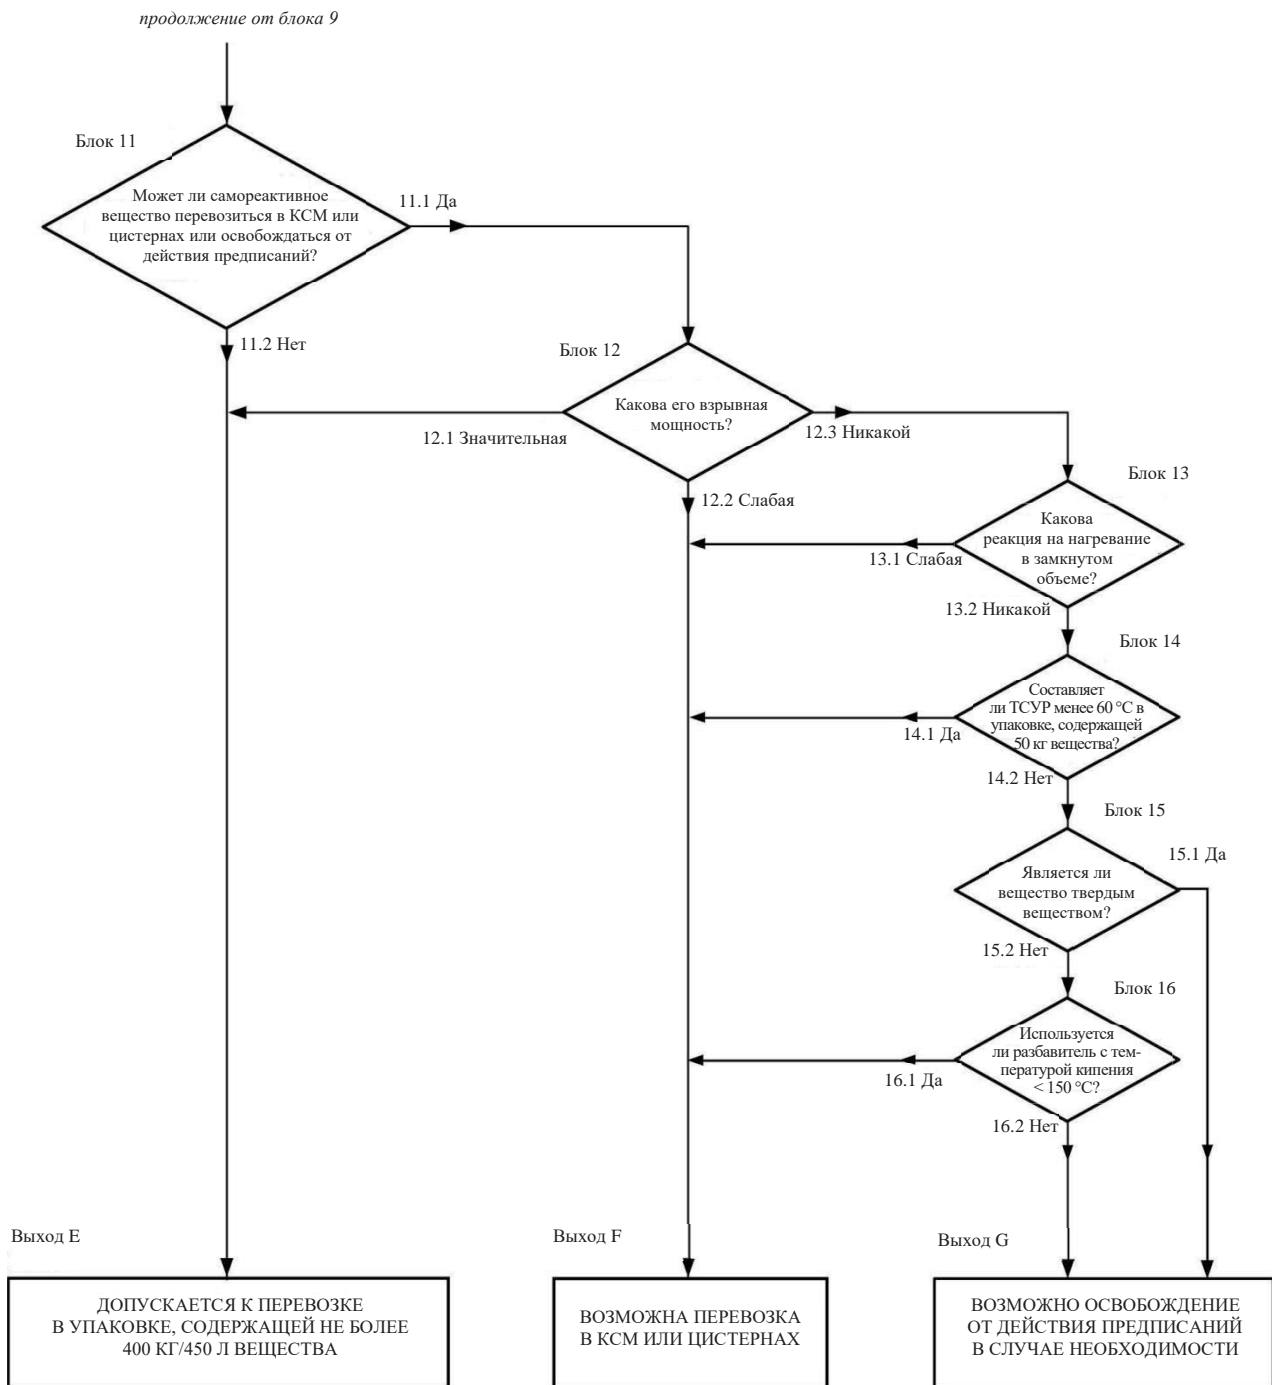 продолжение от блока 9
Блок 11
Может ли самореактивное
вещество перевозиться в КСМ или
цистернах или освобождаться от
действия предписаний?
11.1 Да
11.2 Нет
Блок 12
Какова его взрывная
мощность?
12.1 Значительная
12.3 Никакой
12.2 Слабая
Блок 13
Какова
реакция на нагревание
в замкнутом
объеме?
13.1 Слабая
13.2 Никакой
Блок 14
Составляет
ли ТСУР менее 60 °C в
упаковке, содержащей
50 кг вещества?
14.1 Да
14.2 Нет
Блок 15
15.1 Да
Является ли
вещество твердым
веществом?
15.2 Нет
Блок 16
Используется
ли разбавитель с тем-
пературой кипения
< 150 °C?
16.1 Да
16.2 Нет
Выход E
Выход F
Выход G
ДОПУСКАЕТСЯ К ПЕРЕВОЗКЕ
В УПАКОВКЕ, СОДЕРЖАЩЕЙ НЕ БОЛЕЕ
400 КГ/450 Л ВЕЩЕСТВА
ВОЗМОЖНА ПЕРЕВОЗКА
В КСМ ИЛИ ЦИСТЕРНАХ
ВОЗМОЖНО ОСВОБОЖДЕНИЕ
ОТ ДЕЙСТВИЯ ПРЕДПИСАНИЙ
В СЛУЧАЕ НЕОБХОДИМОСТИ